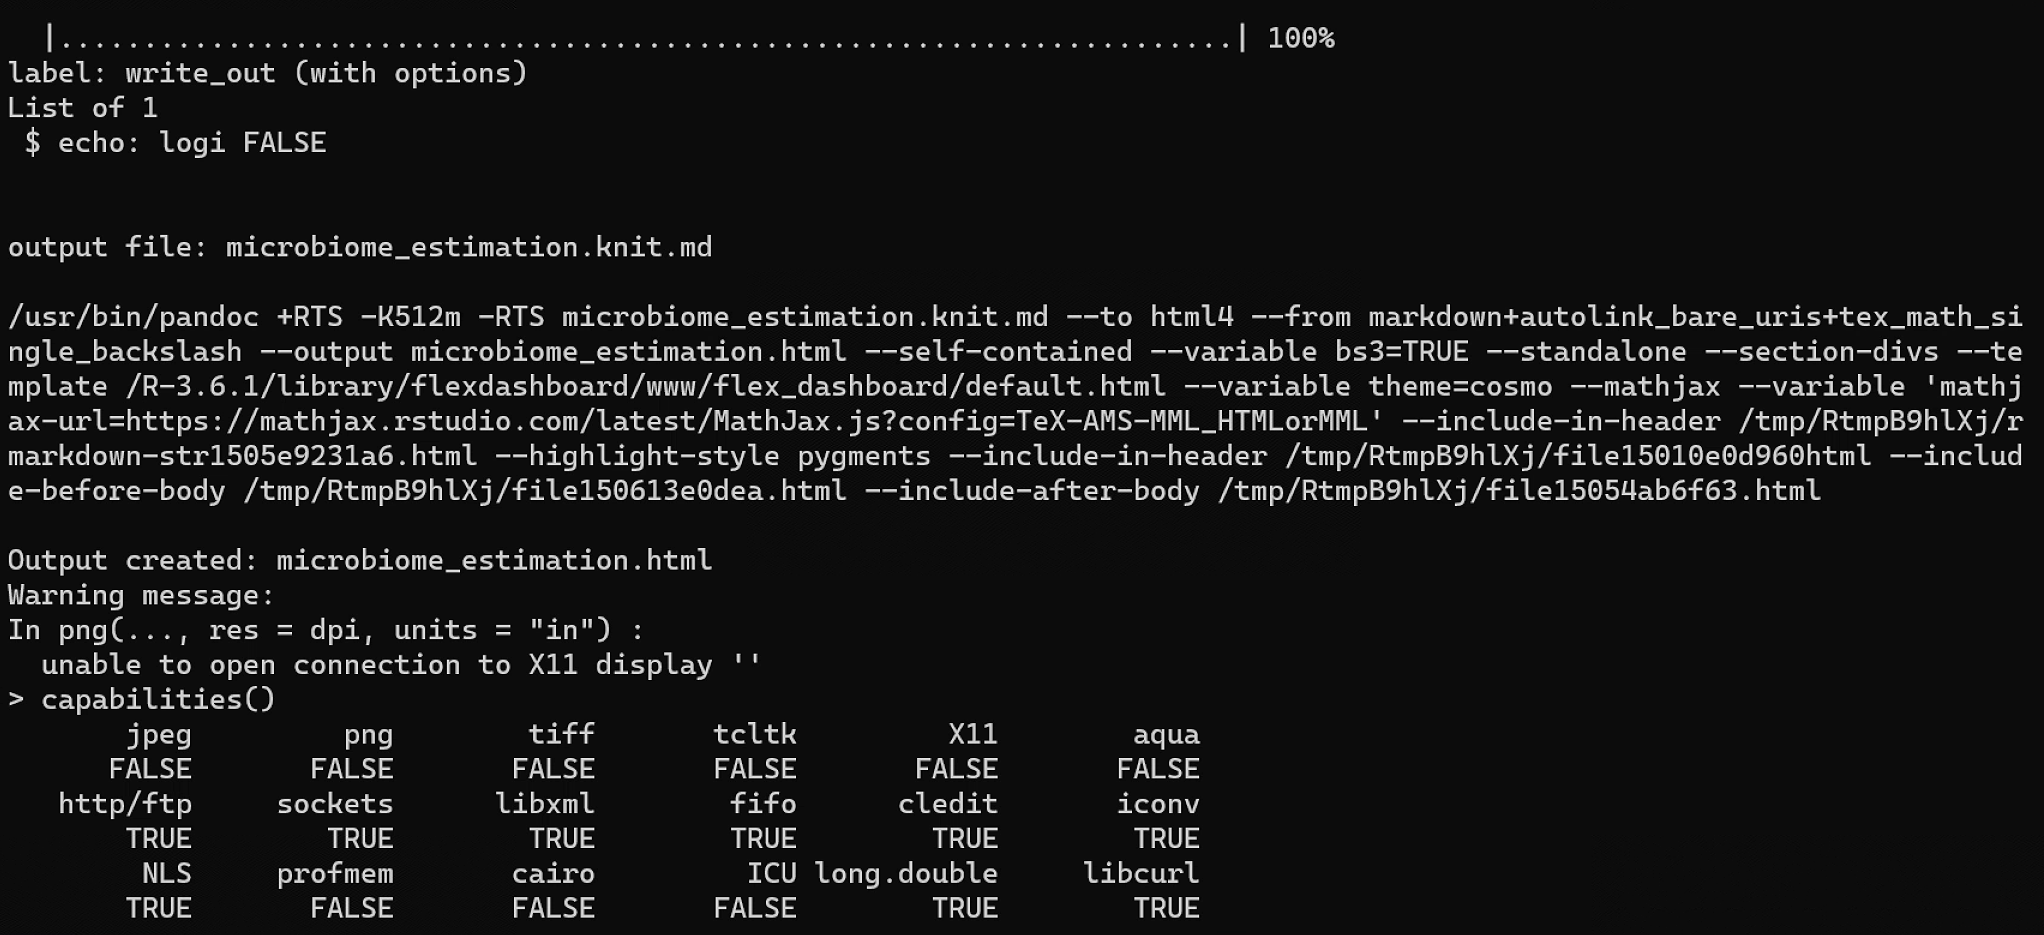 |......................................................................| 100%
label: write_out (with options)
List of 1
 $ echo: logi FALSE
output file: microbiome_estimation.knit.md
/usr/bin/pandoc +RTS -K512m -RTS microbiome_estimation.knit.md --to html4 --from markdown+autolink_bare_uris+tex_math_si
ngle_backslash --output microbiome_estimation.html --self-contained --variable bs3=TRUE --standalone --section-divs --te
mplate /R-3.6.1/library/flexdashboard/www/flex_dashboard/default.html --variable theme=cosmo --mathjax --variable 'mathj
ax-url=https://mathjax.rstudio.com/latest/MathJax.js?config=TeX-AMS-MML_HTMLorMML' --include-in-header /tmp/RtmpB9hlXj/r
markdown-str1505e9231a6.html --highlight-style pygments --include-in-header /tmp/RtmpB9hlXj/file15010e0d960html --includ
e-before-body /tmp/RtmpB9hlXj/file150613e0dea.html --include-after-body /tmp/RtmpB9hlXj/file15054ab6f63.html
Output created: microbiome_estimation.html
Warning message:
In png(..., res = dpi, units = "in") :
  unable to open connection to X11 display ''
> capabilities()
jpeg png tiff tcltk X11 aqua
FALSE FALSE FALSE FALSE FALSE FALSE
http/ftp sockets libxml fifo cledit iconv
TRUE TRUE TRUE TRUE TRUE TRUE
NLS profmem cairo ICU long.double libcurl
TRUE FALSE FALSE FALSE TRUE TRUE